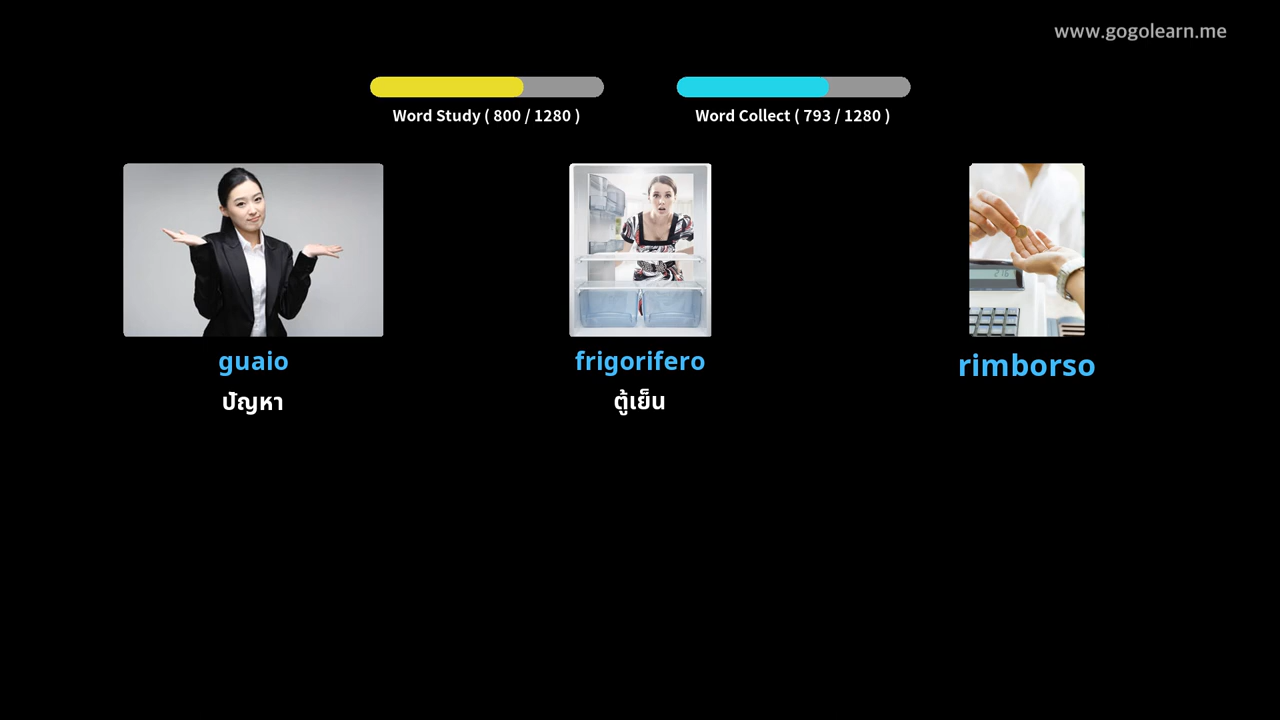 www.gogolearn.me
Word Study ( 800 / 1280 )
Word Collect ( 793 / 1280 )
guaio
frigorifero
rimborso
ปัญหา
ตู้เย็น